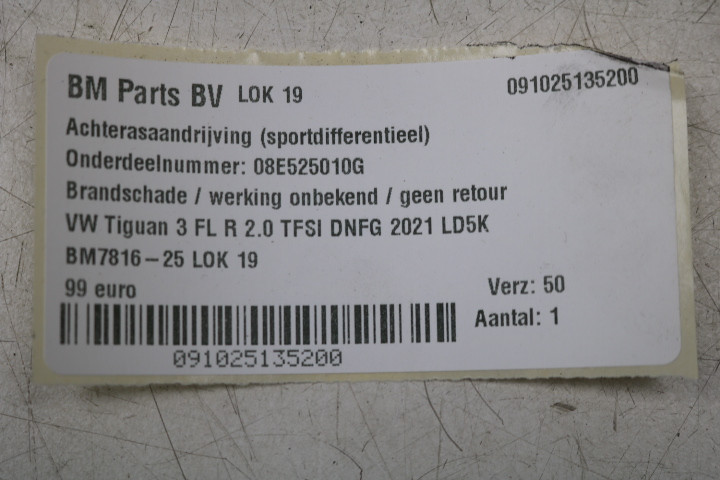 BM Parts BV LOK 19 091025135200
Achterasaandrijving (sportdifferentieel)
Onderdeelnummer: 08E525010G
Brandschade / werking onbekend / geen retour
VW Tiguan 3 FL R 2.0 TFSI DNFG 2021 LD5K
BM7816-25 LOK 19
99 euro Verz: 50
Aantal: 1
091025135200